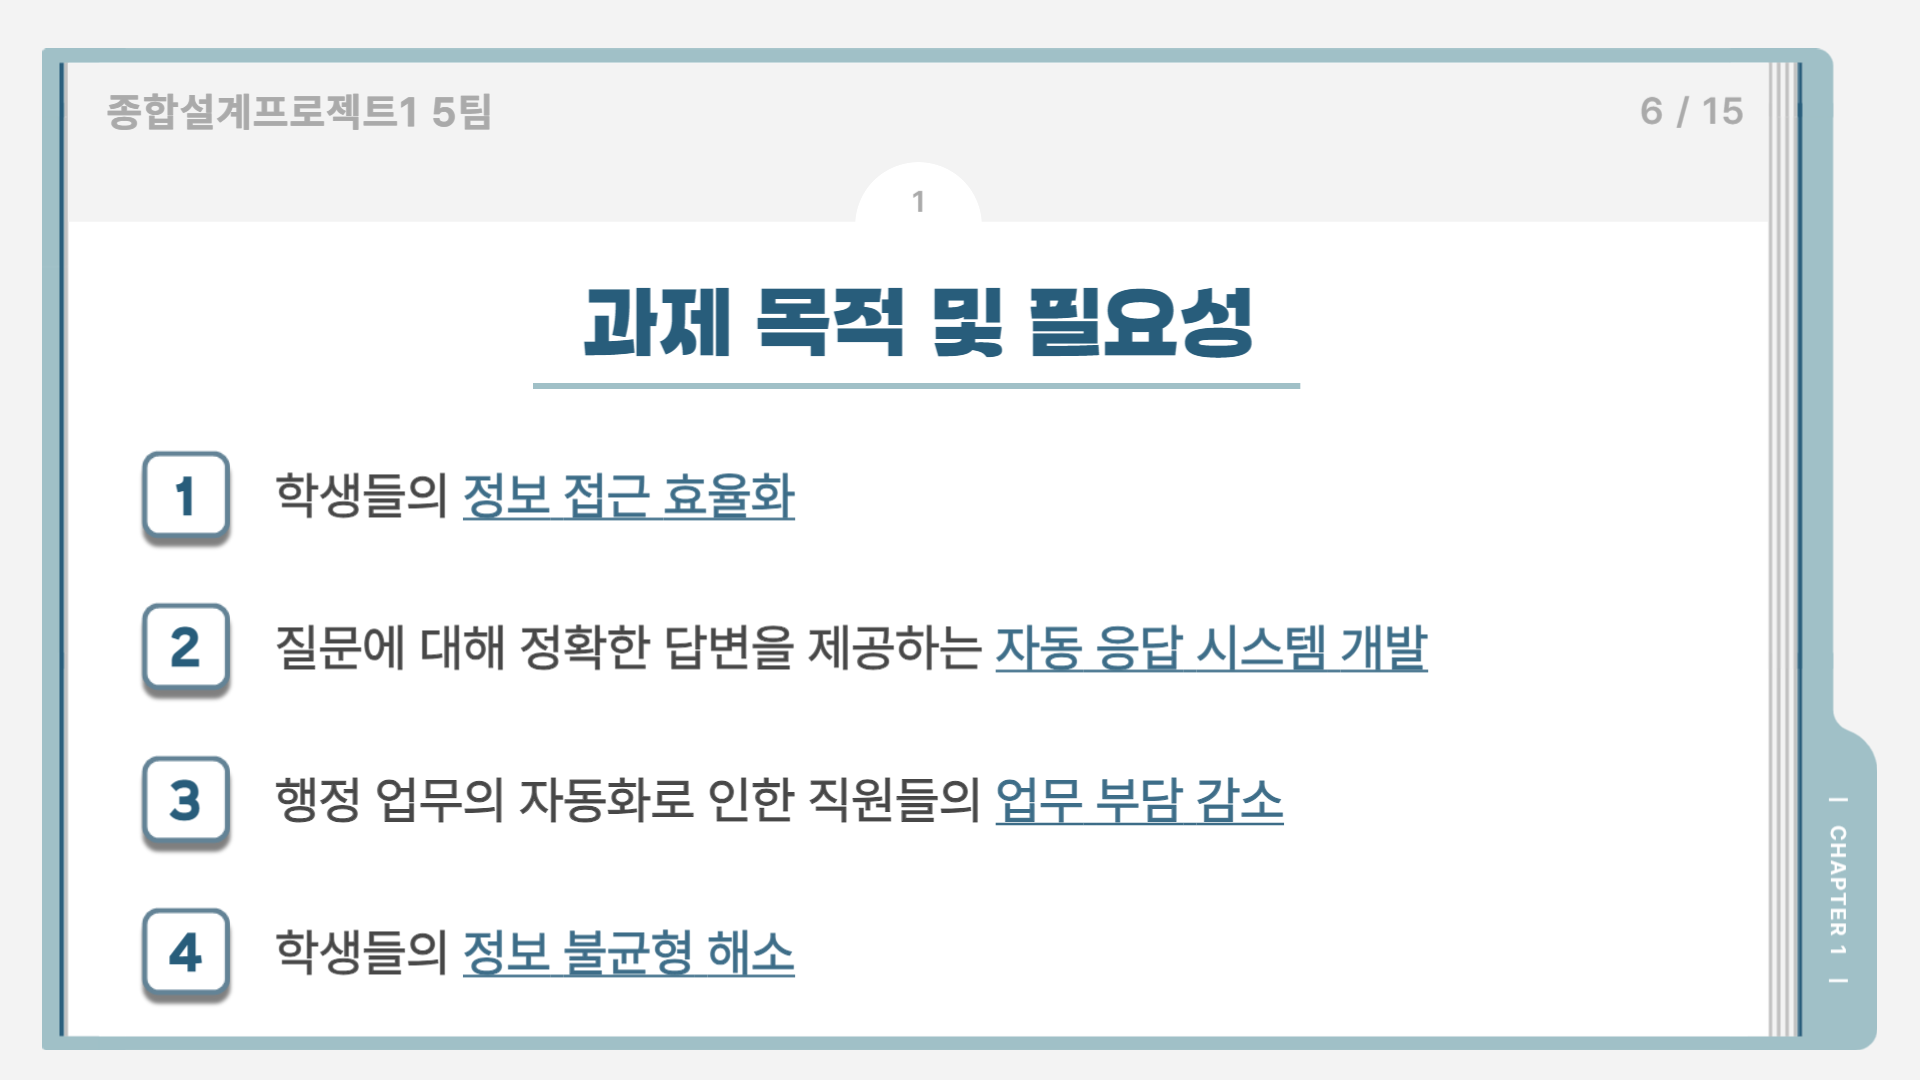 종합설계프로젝트1 5팀
6 / 15
1
과제 목적 및 필요성
1
학생들의 정보 접근 효율화
2
질문에 대해 정확한 답변을 제공하는 자동 응답 시스템 개발
3
행정 업무의 자동화로 인한 직원들의 업무 부담 감소
4
학생들의 정보 불균형 해소
| CHAPTER 1 |